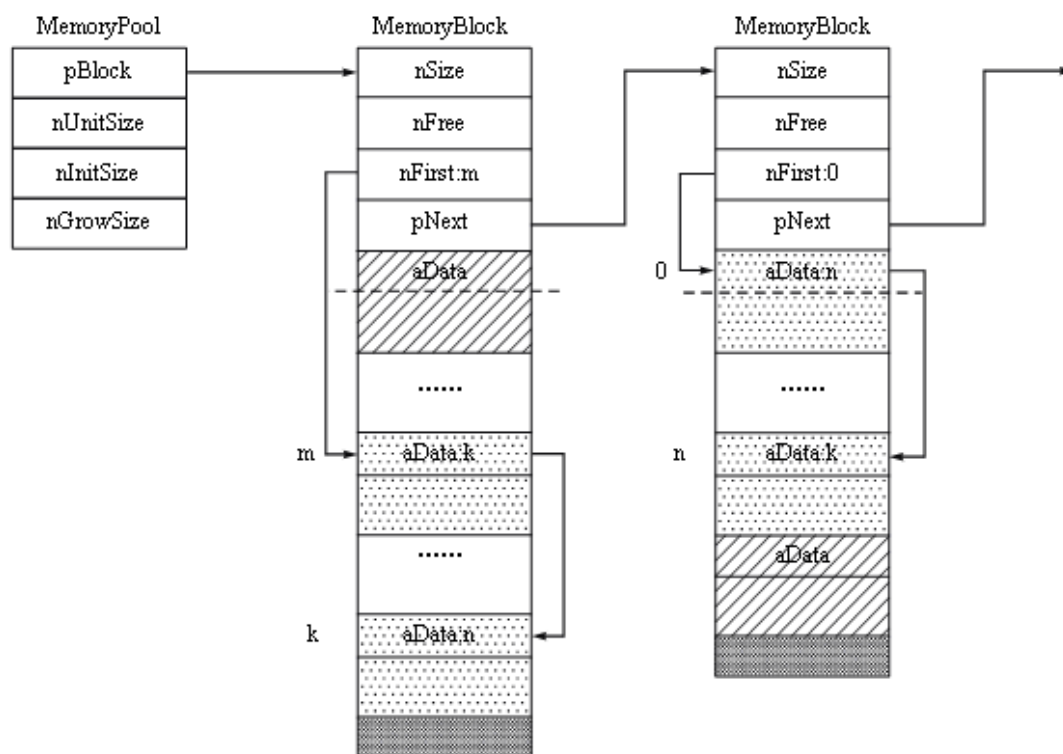 MemoryPool
pBlock
nUnitSize
nInitSize
nGrowSize
MemoryBlock
nSize
nFree
nFirst:m
pNext
aData
......
m
aData:k
......
k
aData:n
MemoryBlock
nSize
nFree
nFirst:0
pNext
0
aData:n
......
n
aData:k
aData